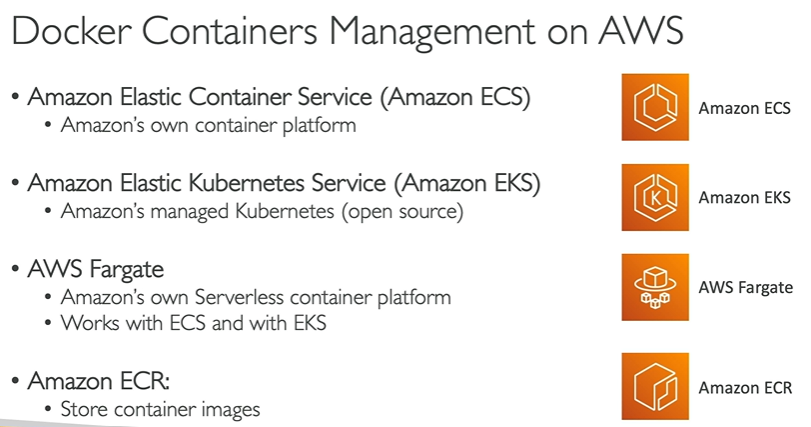 Docker Containers Management on AWS
• Amazon Elastic Container Service (Amazon ECS)
• Amazon's own container platform
Amazon ECS
• Amazon Elastic Kubernetes Service (Amazon EKS)
• Amazon's managed Kubernetes (open source)
K
Amazon EKS
• AWS Fargate
• Amazon's own Serverless container platform
• Works with ECS and with EKS
AWS Fargate
• Amazon ECR:
• Store container images
Amazon ECR